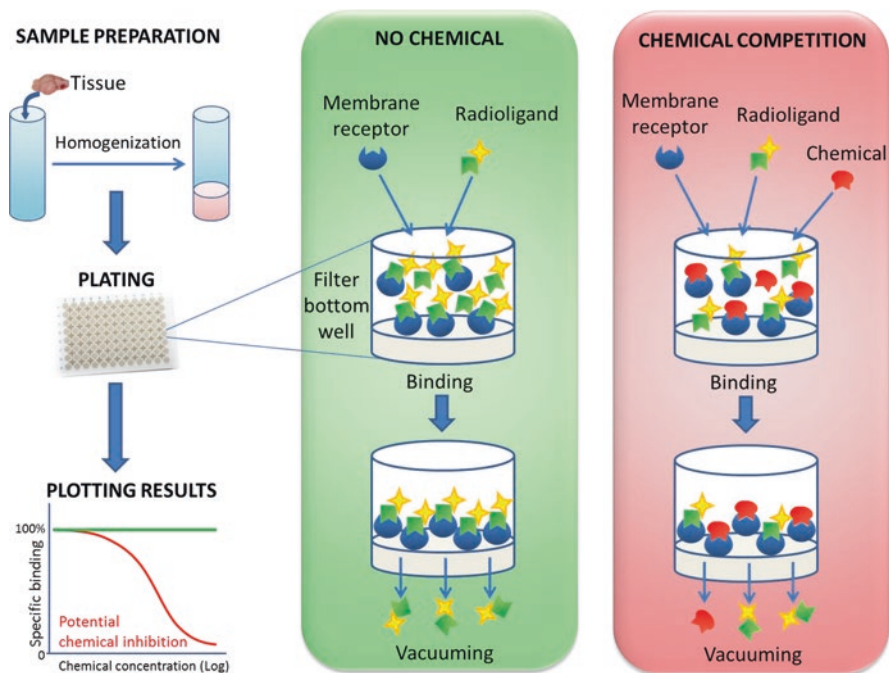 SAMPLE PREPARATION
Tissue
Homogenization
PLATING
PLOTTING RESULTS
100%
Specific binding
0
Potential
chemical inhibition
Chemical concentration (Log)
NO CHEMICAL
Membrane
receptor
Radioligand
Filter
bottom
well
Binding
Vacuuming
CHEMICAL COMPETITION
Membrane
receptor
Radioligand
Chemical
Binding
Vacuuming